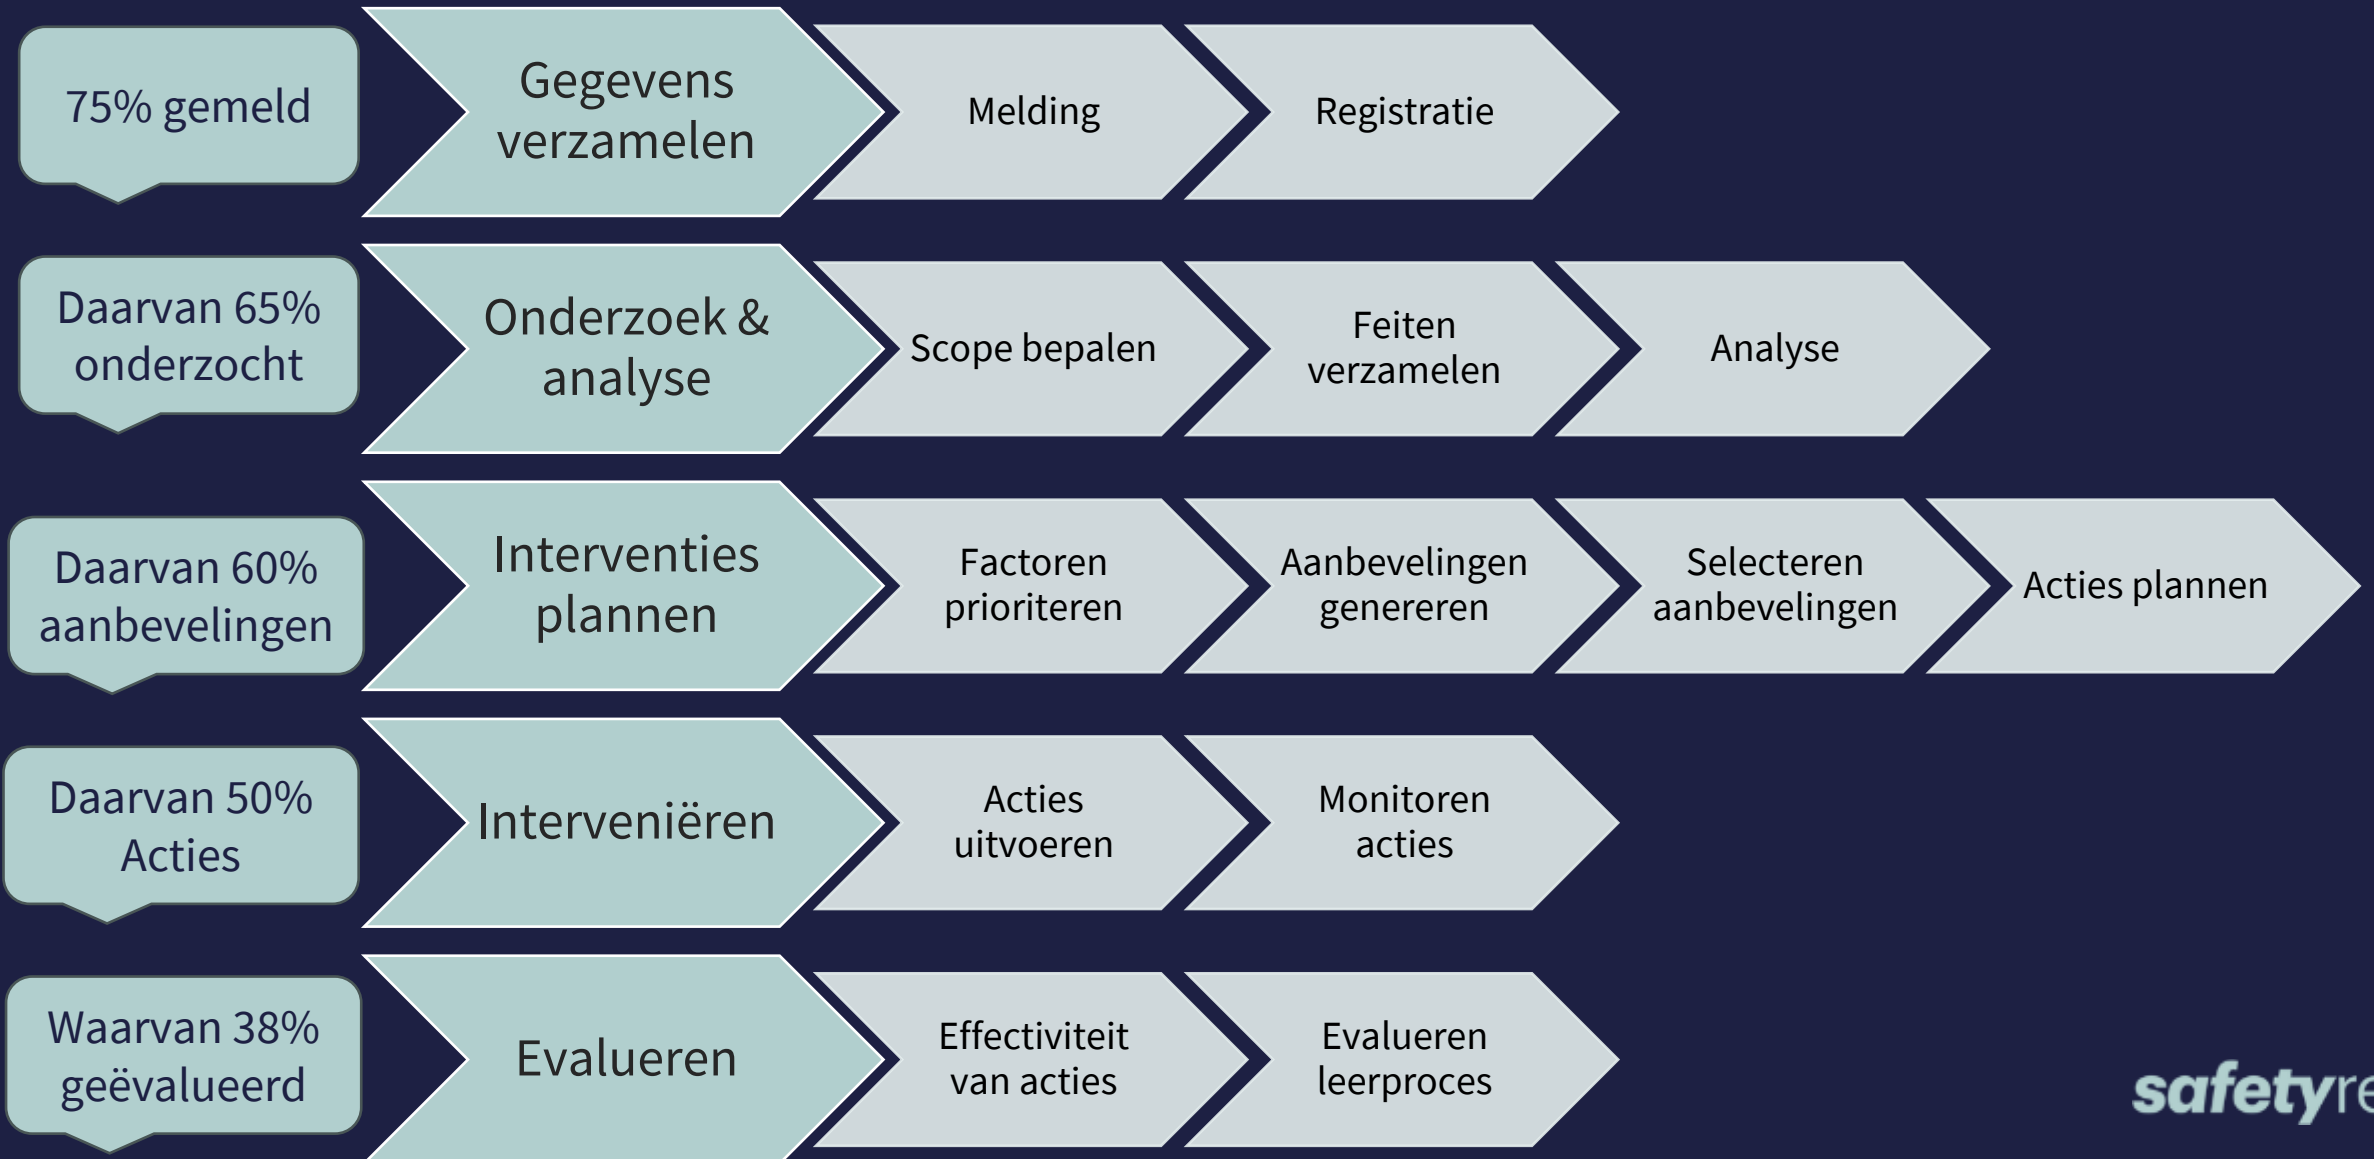 75% gemeld
Gegevens
verzamelen
Melding
Registratie
Daarvan 65%
onderzocht
Onderzoek &
analyse
Scope bepalen
Feiten
verzamelen
Analyse
Daarvan 60%
aanbevelingen
Interventies
plannen
Factoren
prioriteren
Aanbevelingen
genereren
Selecteren
aanbevelingen
Acties plannen
Daarvan 50%
Acties
Interveniëren
Acties
uitvoeren
Monitoren
acties
Waarvan 38%
geëvalueerd
Evalueren
Effectiviteit
van acties
Evalueren
leerproces
safetyre